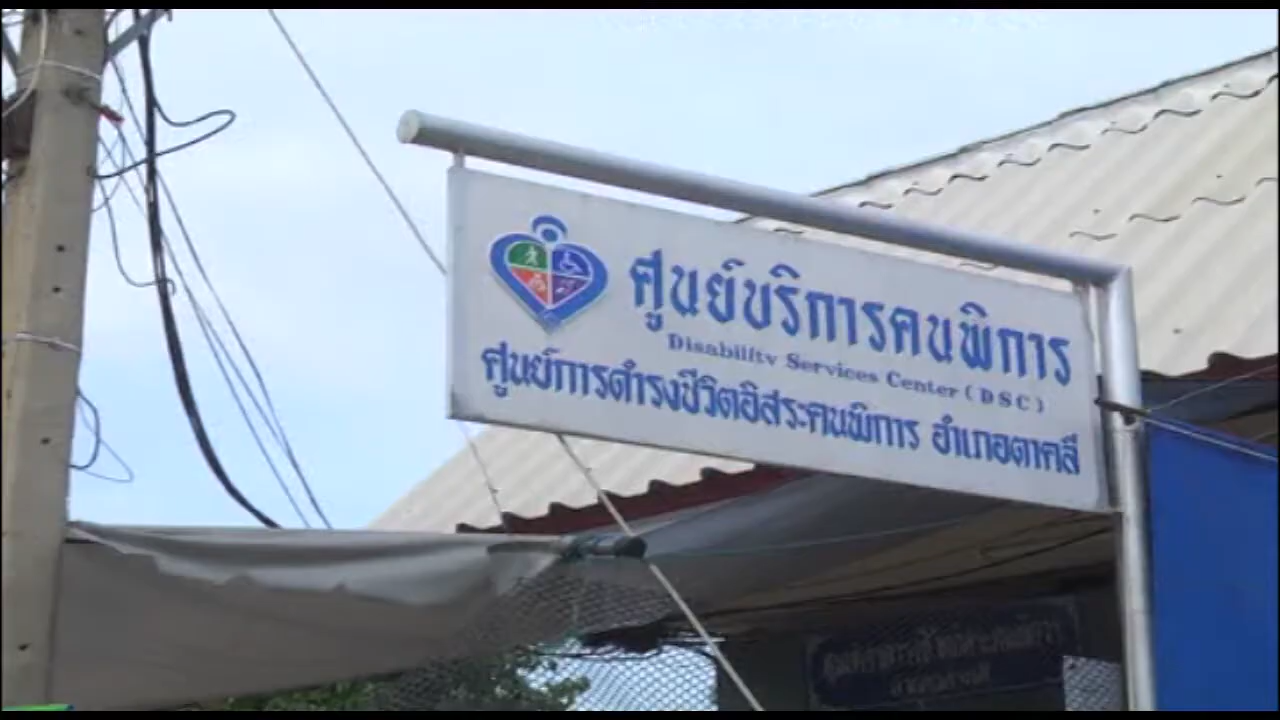 ศูนย์บริการคนพิการ
Disability Services Center (DSC)
ศูนย์การดำรงชีวิตอิสระคนพิการ อำเภอตาคลี